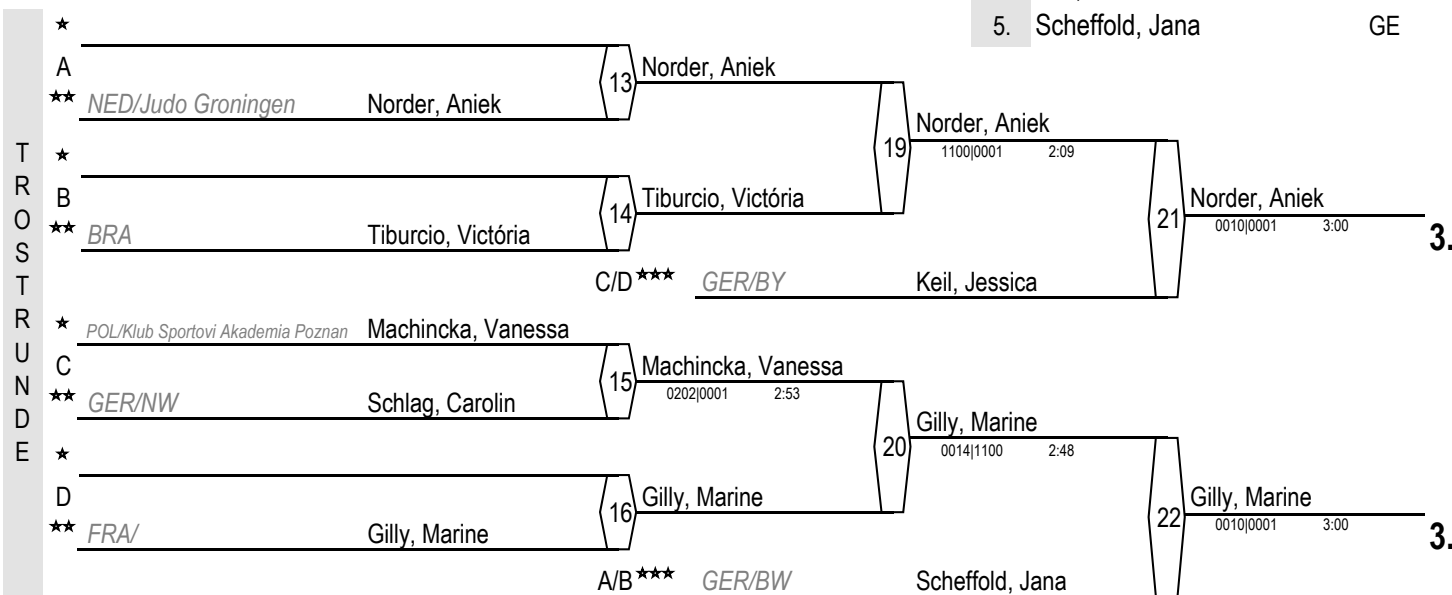 5. Scheffold, Jana GE
TROSTRUNDE
★
A
★★ NED/Judo Groningen Norder, Aniek
13 Norder, Aniek
19 Norder, Aniek
1100|0001 2:09
★
B
★★ BRA Tiburcio, Victória
14 Tiburcio, Victória
21 Norder, Aniek
0010|0001 3:00
3.
C/D ★★★ GER/BY Keil, Jessica
★ POL/Klub Sportovi Akademia Poznan Machincka, Vanessa
C
★★ GER/NW Schlag, Carolin
15 Machincka, Vanessa
0202|0001 2:53
20 Gilly, Marine
0014|1100 2:48
★
D
★★ FRA/ Gilly, Marine
16 Gilly, Marine
22 Gilly, Marine
0010|0001 3:00
3.
A/B ★★★ GER/BW Scheffold, Jana